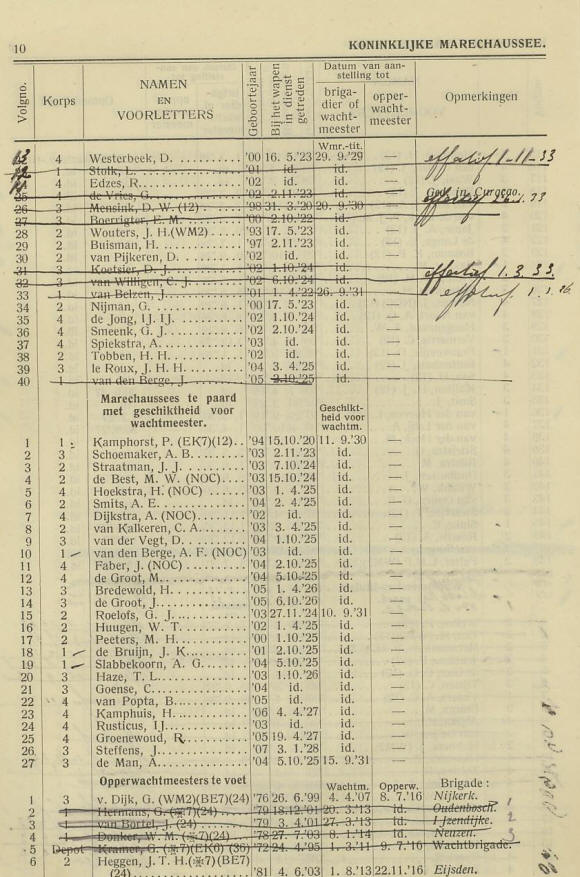 10 KONINKLIJKE MARECHAUSSEE.
Volgno. Korps NAMEN EN VOORLETTERS Geboortejaar Bij het wapen in dienst getreden Datum van aanstelling tot brigadier of wachtmeester opperwachtmeester Opmerkingen
Wmr.-tit.
13 4 Westerbeek, D. '00 16. 5.'23 29. 9.'29 — effectief 1-11-33
12 1 Stulk, L. '01 id. id. —
11 4 Edzes, R. '02 id. id. —
25 de Vries, G. '02 2.11.'23 id. — Ged. in Curaçao.
26 3 Mensink, D. W. (12) '98 31. 3.'20 20. 9.'30 —
27 3 Boerrigter, E. M. '00 2.10.'22 id. —
28 2 Wouters, J. H.(WM2) '93 17. 5.'23 id. —
29 2 Buisman, H. '97 2.11.'23 id. —
30 2 van Pijkeren, D. '02 id. id. —
31 3 Koetsier, D. J. '02 1.10.'24 id. — effectief 1.3.33.
32 3 van Willigen, C. J. '02 6.10.'24 id. —
33 1 van Belzen, J. '01 1. 4.'22 26. 9.'31 —
34 2 Nijman, G. '00 17. 5.'23 id. —
35 4 de Jong, IJ. IJ. '02 1.10.'24 id. —
36 4 Smeenk, G. J. '02 2.10.'24 id. —
37 4 Spiekstra, A. '03 id. id. —
38 2 Tobben, H. H. '02 id. id. —
39 3 le Roux, J. H. H. '04 3. 4.'25 id. —
40 1 van den Berge, J. '05 2.10.'25 id. —
Marechaussees te paard met geschiktheid voor wachtmeester. Geschiktheid voor wachtm.
1 1 Kamphorst, P. (EK7)(12) '94 15.10.'20 11. 9.'30 —
2 3 Schoemaker, A. B. '03 2.11.'23 id. —
3 2 Straatman, J. J. '03 7.10.'24 id. —
4 2 de Best, M. W. (NOC) '03 15.10.'24 id. —
5 4 Hoekstra, H. (NOC) '03 1. 4.'25 id. —
6 2 Smits, A. E. '04 2. 4.'25 id. —
7 4 Dijkstra, A. (NOC) '02 id. id. —
8 2 van Kalkeren, C. A. '03 3. 4.'25 id. —
9 3 van der Vegt, D. '04 1.10.'25 id. —
10 1 van den Berge, A. F. (NOC) '03 id. id. —
11 4 Faber, J. (NOC) '04 2.10.'25 id. —
12 4 de Groot, M. '04 5.10.'25 id. —
13 3 Bredewold, H. '05 1. 4.'26 id. —
14 3 de Groot, J. '05 6.10.'26 id. —
15 2 Roelofs, G. J. '03 27.11.'24 10. 9.'31 —
16 2 Huugen, W. T. '02 1. 4.'25 id. —
17 2 Peeters, M. H. '00 1.10.'25 id. —
18 1 de Bruijn, J. K. '01 2.10.'25 id. —
19 1 Slabbekoorn, A. G. '04 5.10.'25 id. —
20 3 Haze, T. L. '03 1.10.'26 id. —
21 3 Goense, C. '04 id. id. —
22 4 van Popta, B. '05 id. id. —
23 4 Kamphuis, H. '06 4. 4.'27 id. —
24 4 Rusticus, IJ. '03 id. id. —
25 4 Groenewoud, R. '05 19. 4.'27 id. —
26 3 Steffens, J. '07 3. 1.'28 id. —
27 3 de Man, A. '04 5.10.'25 15. 9.'31 —
Opperwachtmeesters te voet Wachtm. Opperw. Brigade :
1 3 v. Dijk, G. (WM2)(BE7)(24) '76 26. 6.'99 4. 4.'07 8. 7.'16 Nijkerk.
2 1 Hermans, G. (7)(24) '79 18.12.'01 20. 3.'13 id. Oudenbosch.
3 1 van Bortel, J. (24) '79 3. 4.'01 27. 3.'13 id. IJzendijke.
4 1 Donker, W. M. (7)(24) '78 27. 7.'03 8. 1.'14 id. Neuzen.
5 Depot Kramer, G. (7)(EK6) (36) '72 24. 4.'95 1. 3.'11 9. 7.'16 Wachtbrigade.
6 2 Heggen, J. T. H.(7)(BE7)
(24) '81 4. 6.'03 1. 8.'13 22.11.'16 Eijsden.